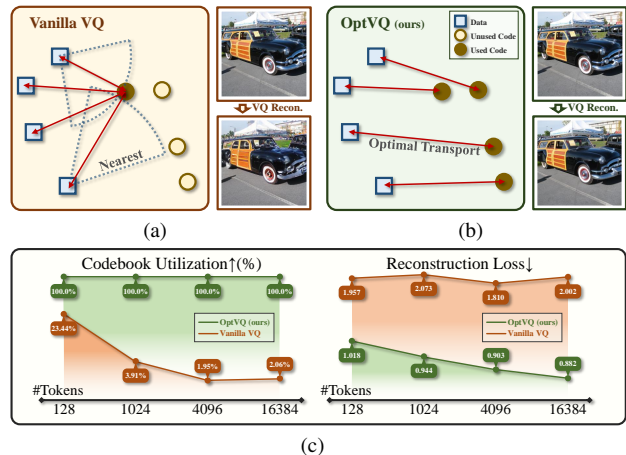 Vanilla VQ
Nearest
VQ Recon.
(a)
OptVQ (ours)
Data
Unused Code
Used Code
Optimal Transport
VQ Recon.
(b)
Codebook Utilization↑(%)
100.0% 100.0% 100.0% 100.0%
OptVQ (ours)
Vanilla VQ
23.44%
3.91% 1.95% 2.06%
#Tokens
128 1024 4096 16384
Reconstruction Loss↓
1.957 2.073 1.810 2.002
OptVQ (ours)
Vanilla VQ
1.018 0.944 0.903 0.882
#Tokens
128 1024 4096 16384
(c)